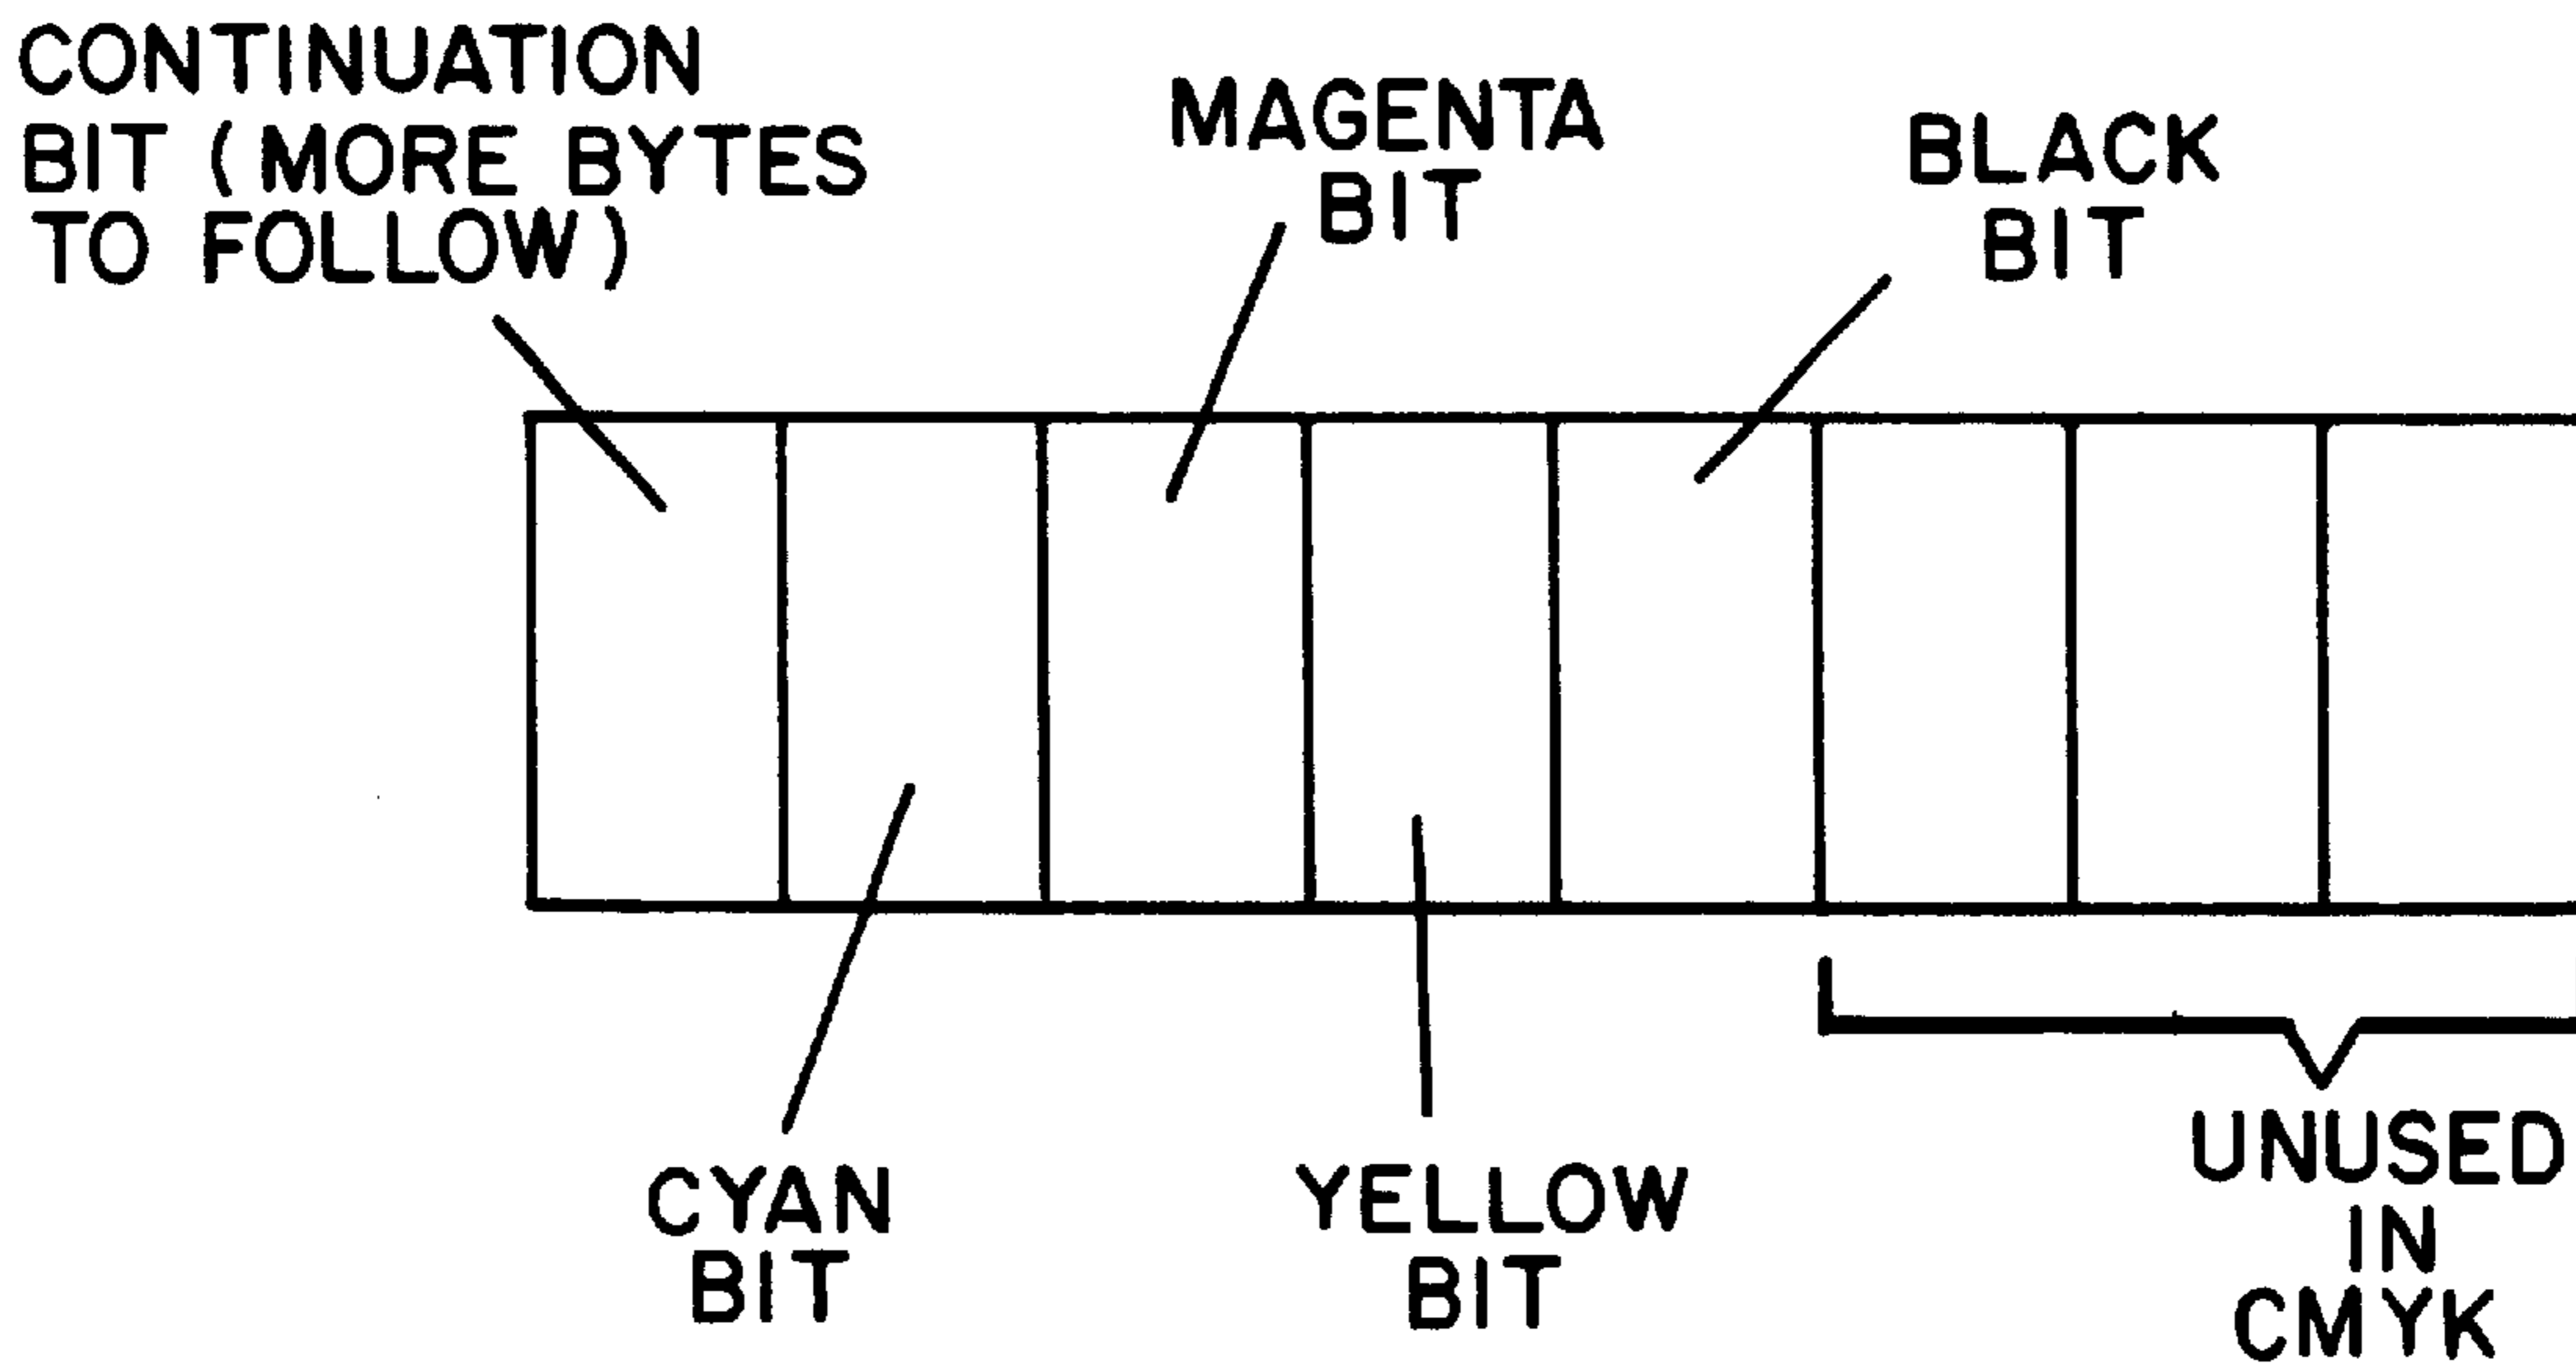 CONTINUATION
BIT (MORE BYTES
TO FOLLOW)
MAGENTA
BIT
BLACK
BIT
CYAN
BIT
YELLOW
BIT
UNUSED
IN
CMYK